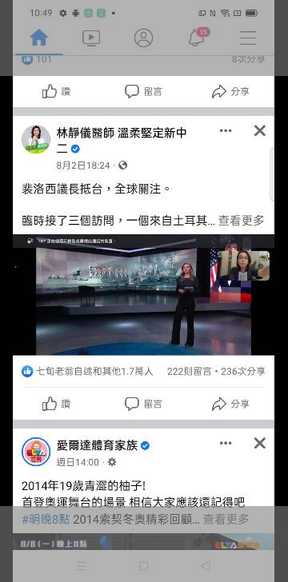 10:49
15
101
8次分享
讚
留言
分享
林靜儀醫師 溫柔堅定新中
二
8月2日18:24
裴洛西議長抵台，全球關注。
臨時接了三個訪問，一個來自土耳其... 查看更多
七旬老翁自該和其他1.7萬人
222則留言・236次分享
讚
留言
分享
愛爾達體育家族
週日14:00
2014年19歲青澀的柚子!
首登奧運舞台的場景 相信大家應該還記得吧
#明晚8點 2014索契冬奧精彩回顧... 查看更多
8/8(一)晚上8點